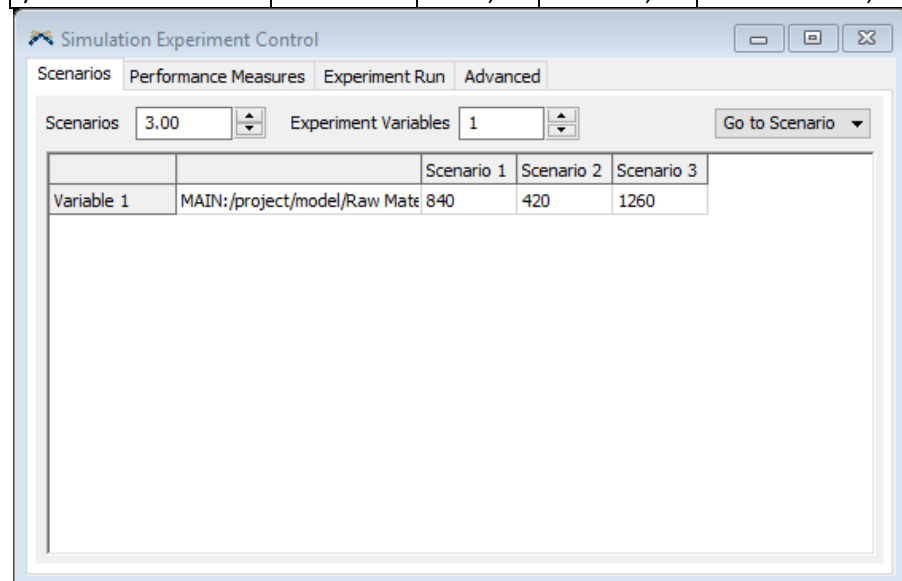 Simulation Experiment Control
Scenarios Performance Measures Experiment Run Advanced
Scenarios 3.00 Experiment Variables 1 Go to Scenario
Scenario 1 Scenario 2 Scenario 3
Variable 1 MAIN:/project/model/Raw Mate 840 420 1260